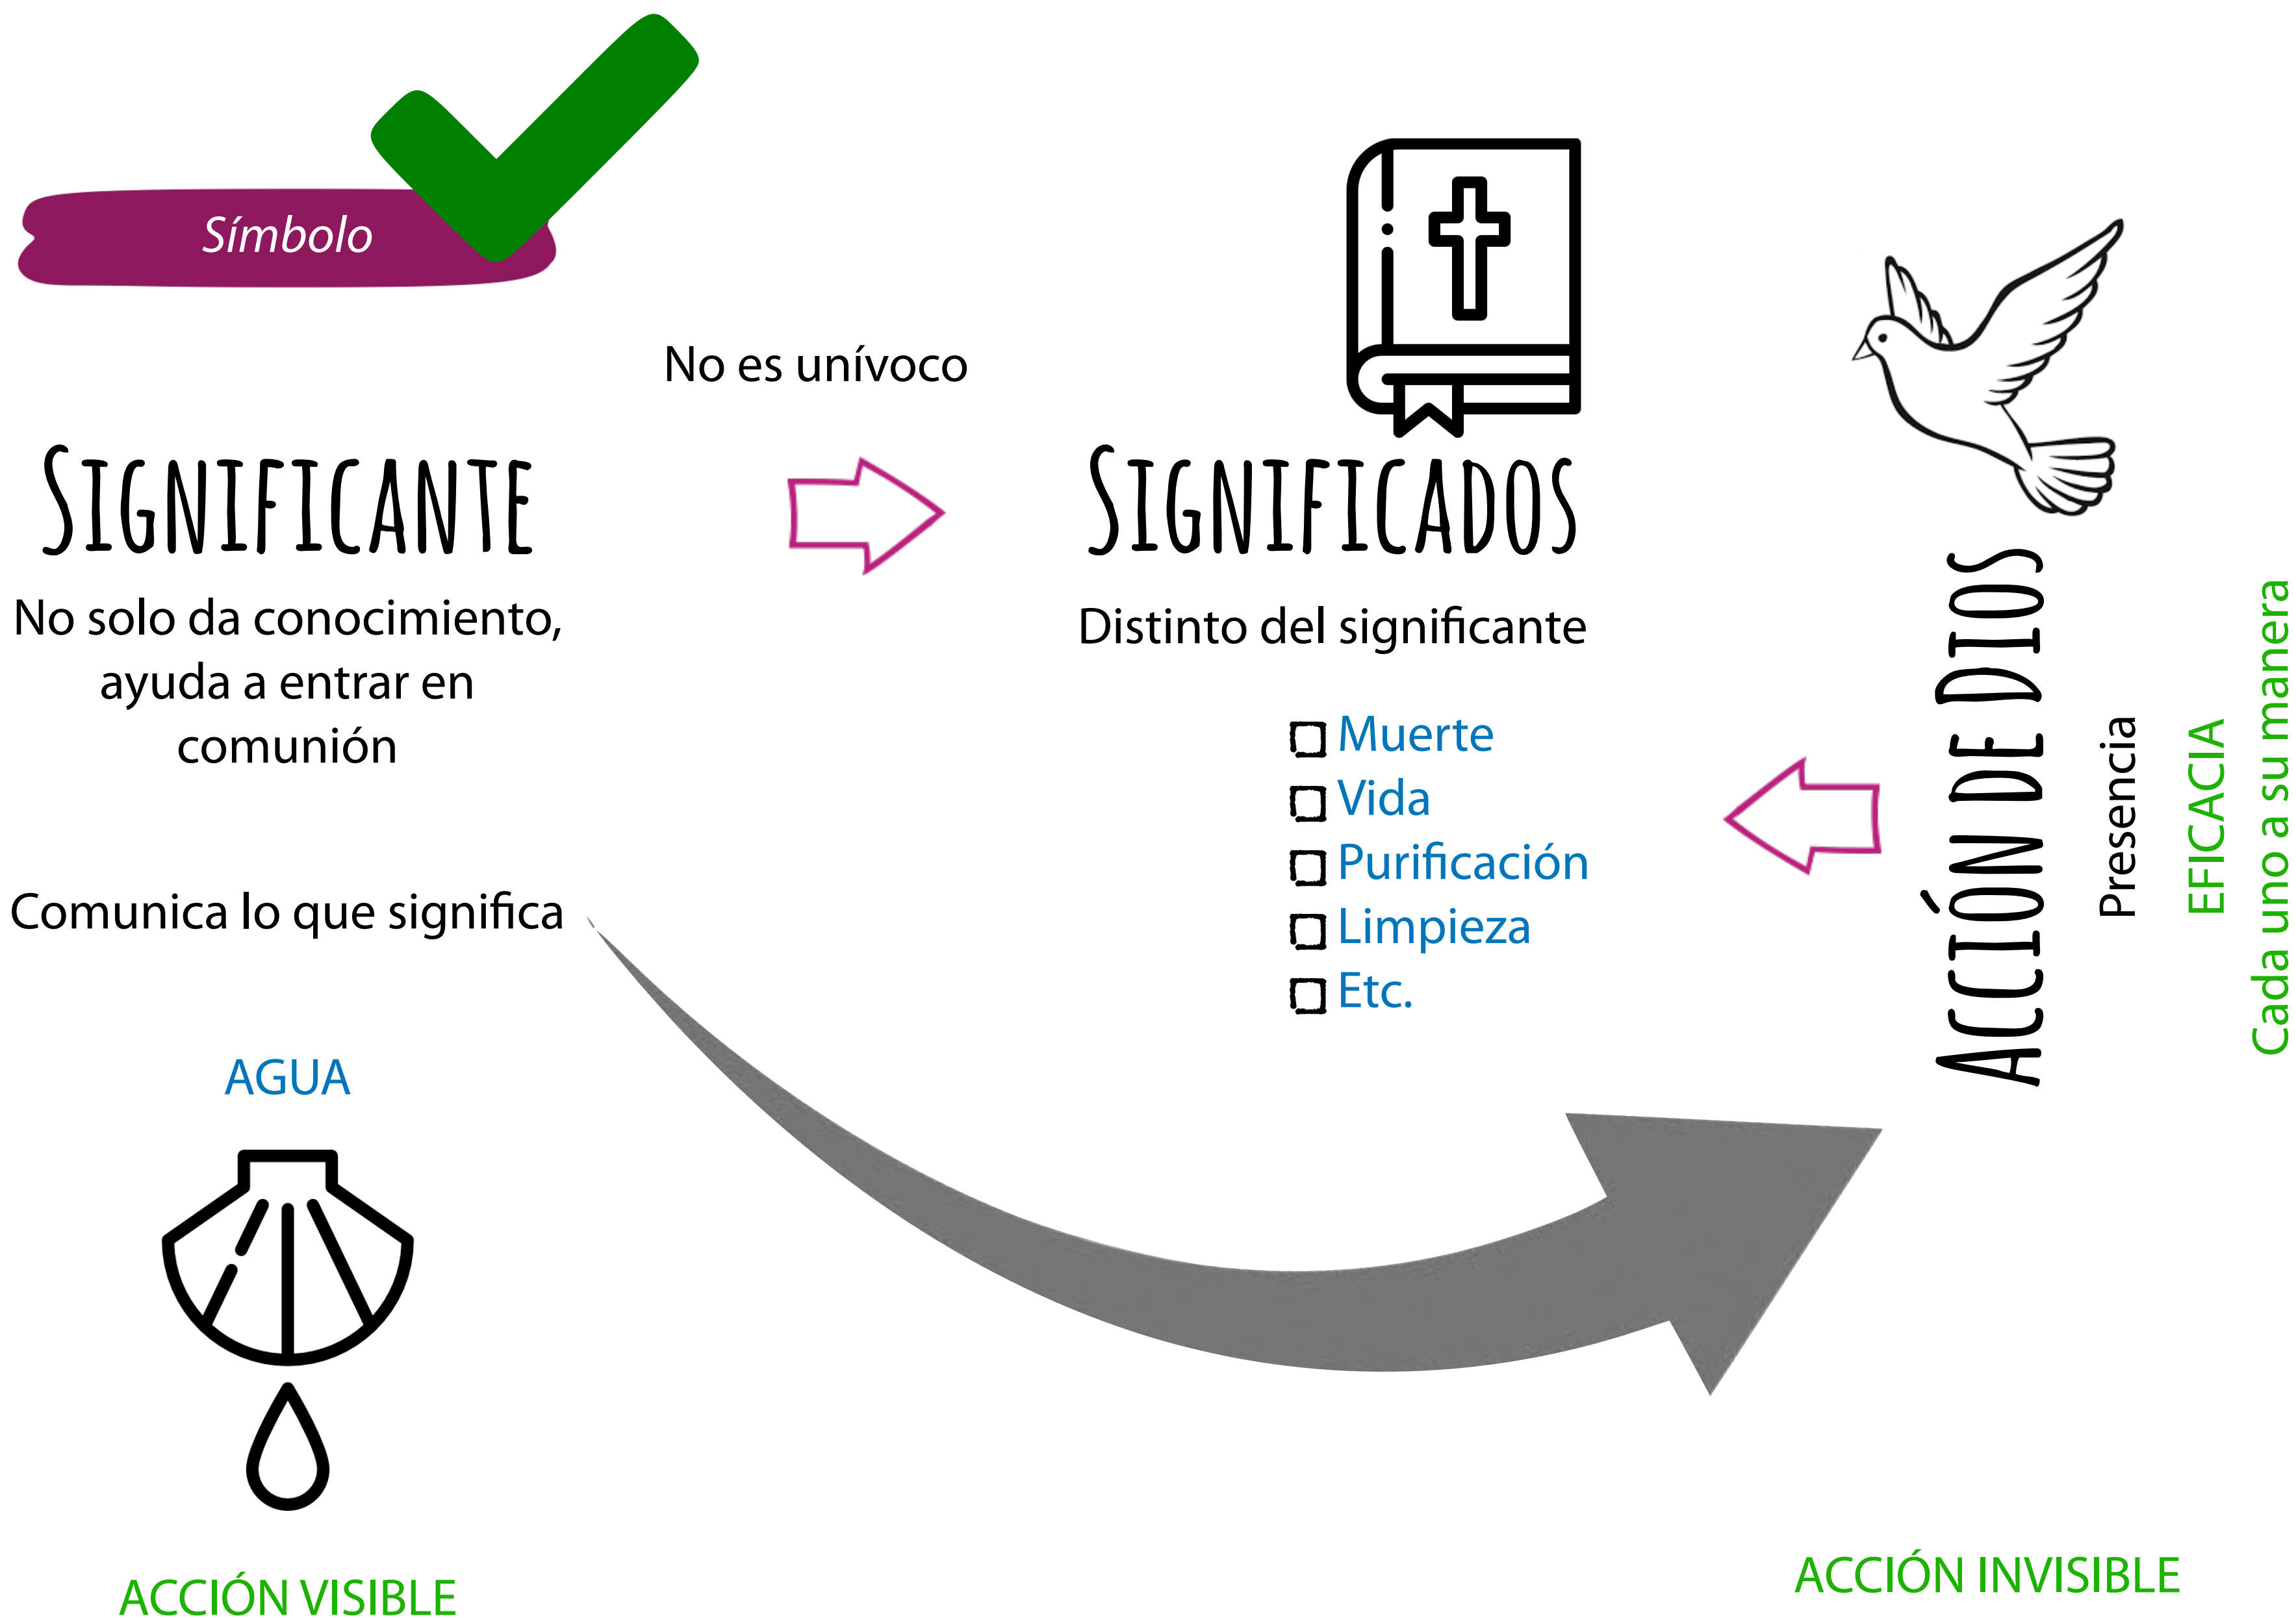 Símbolo
No es unívoco
SIGNIFICANTE
No solo da conocimiento,
ayuda a entrar en
comunión
Comunica lo que significa
AGUA
ACCIÓN VISIBLE
SIGNIFICADOS
Distinto del significante
Muerte
Vida
Purificación
Limpieza
Etc.
ACCIÓN DE DIOS
Presencia
EFICACIA
Cada uno a su manera
ACCIÓN INVISIBLE